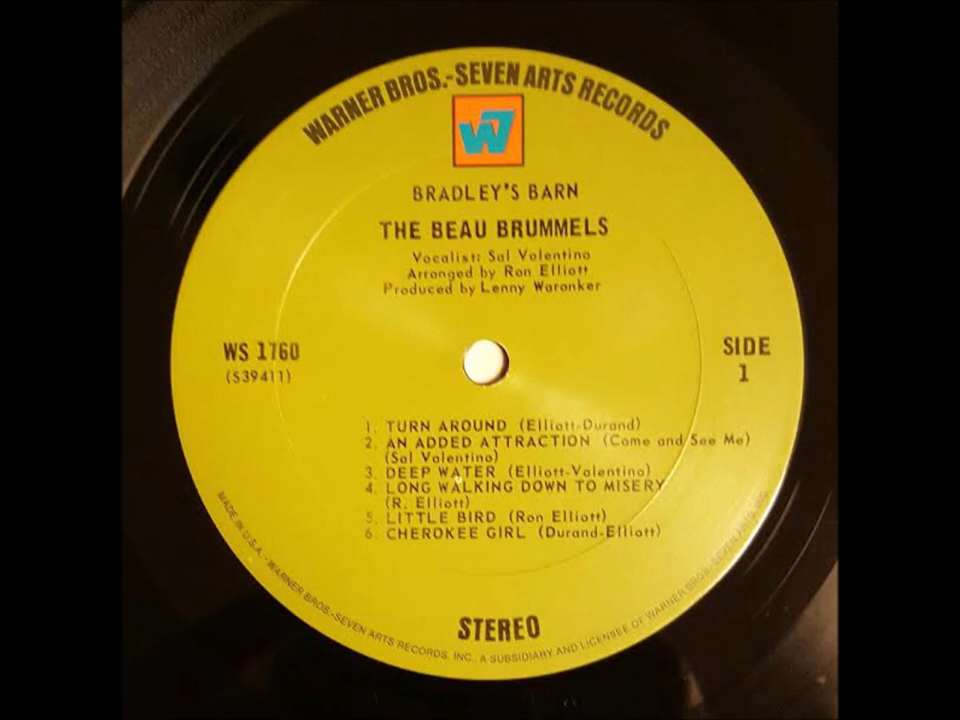 WARNER BROS.-SEVEN ARTS RECORDS
W7
BRADLEY'S BARN
THE BEAU BRUMMELS
Vocalist: Sal Valentino
Arranged by Ron Elliott
Produced by Lenny Waronker
WS 1760
(S39411)
SIDE
1
1. TURN AROUND (Elliott-Durand)
2. AN ADDED ATTRACTION (Come and See Me)
(Sal Valentino)
3. DEEP WATER (Elliott-Valentino)
4. LONG WALKING DOWN TO MISERY
(R. Elliott)
5. LITTLE BIRD (Ron Elliott)
6. CHEROKEE GIRL (Durand-Elliott)
STEREO
MADE IN U.S.A. - WARNER BROS.-SEVEN ARTS RECORDS, INC., A SUBSIDIARY AND LICENSEE OF WARNER BROS.-SEVEN ARTS, INC.